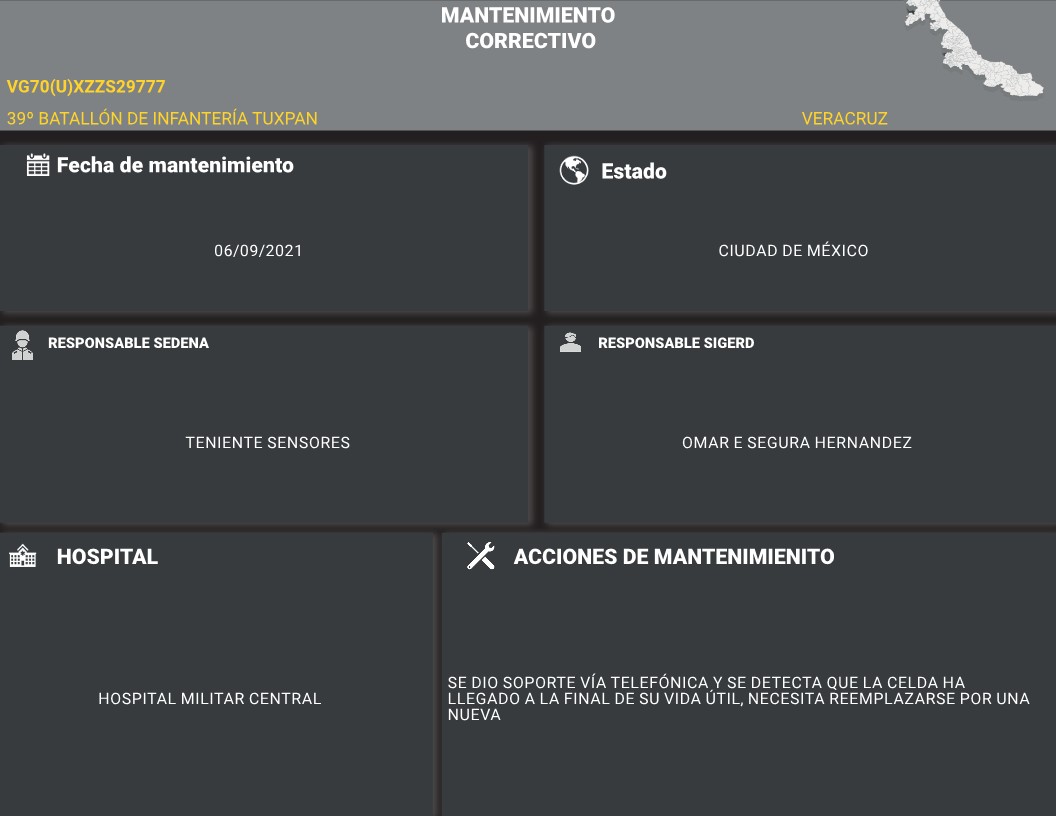 MANTENIMIENTO
CORRECTIVO
VG70(U)XZZS29777
39º BATALLÓN DE INFANTERÍA TUXPAN
VERACRUZ
Fecha de mantenimiento
06/09/2021
Estado
CIUDAD DE MÉXICO
RESPONSABLE SEDENA
TENIENTE SENSORES
RESPONSABLE SIGERD
OMAR E SEGURA HERNANDEZ
HOSPITAL
HOSPITAL MILITAR CENTRAL
ACCIONES DE MANTENIMIENITO
SE DIO SOPORTE VÍA TELEFÓNICA Y SE DETECTA QUE LA CELDA HA
LLEGADO A LA FINAL DE SU VIDA ÚTIL, NECESITA REEMPLAZARSE POR UNA
NUEVA